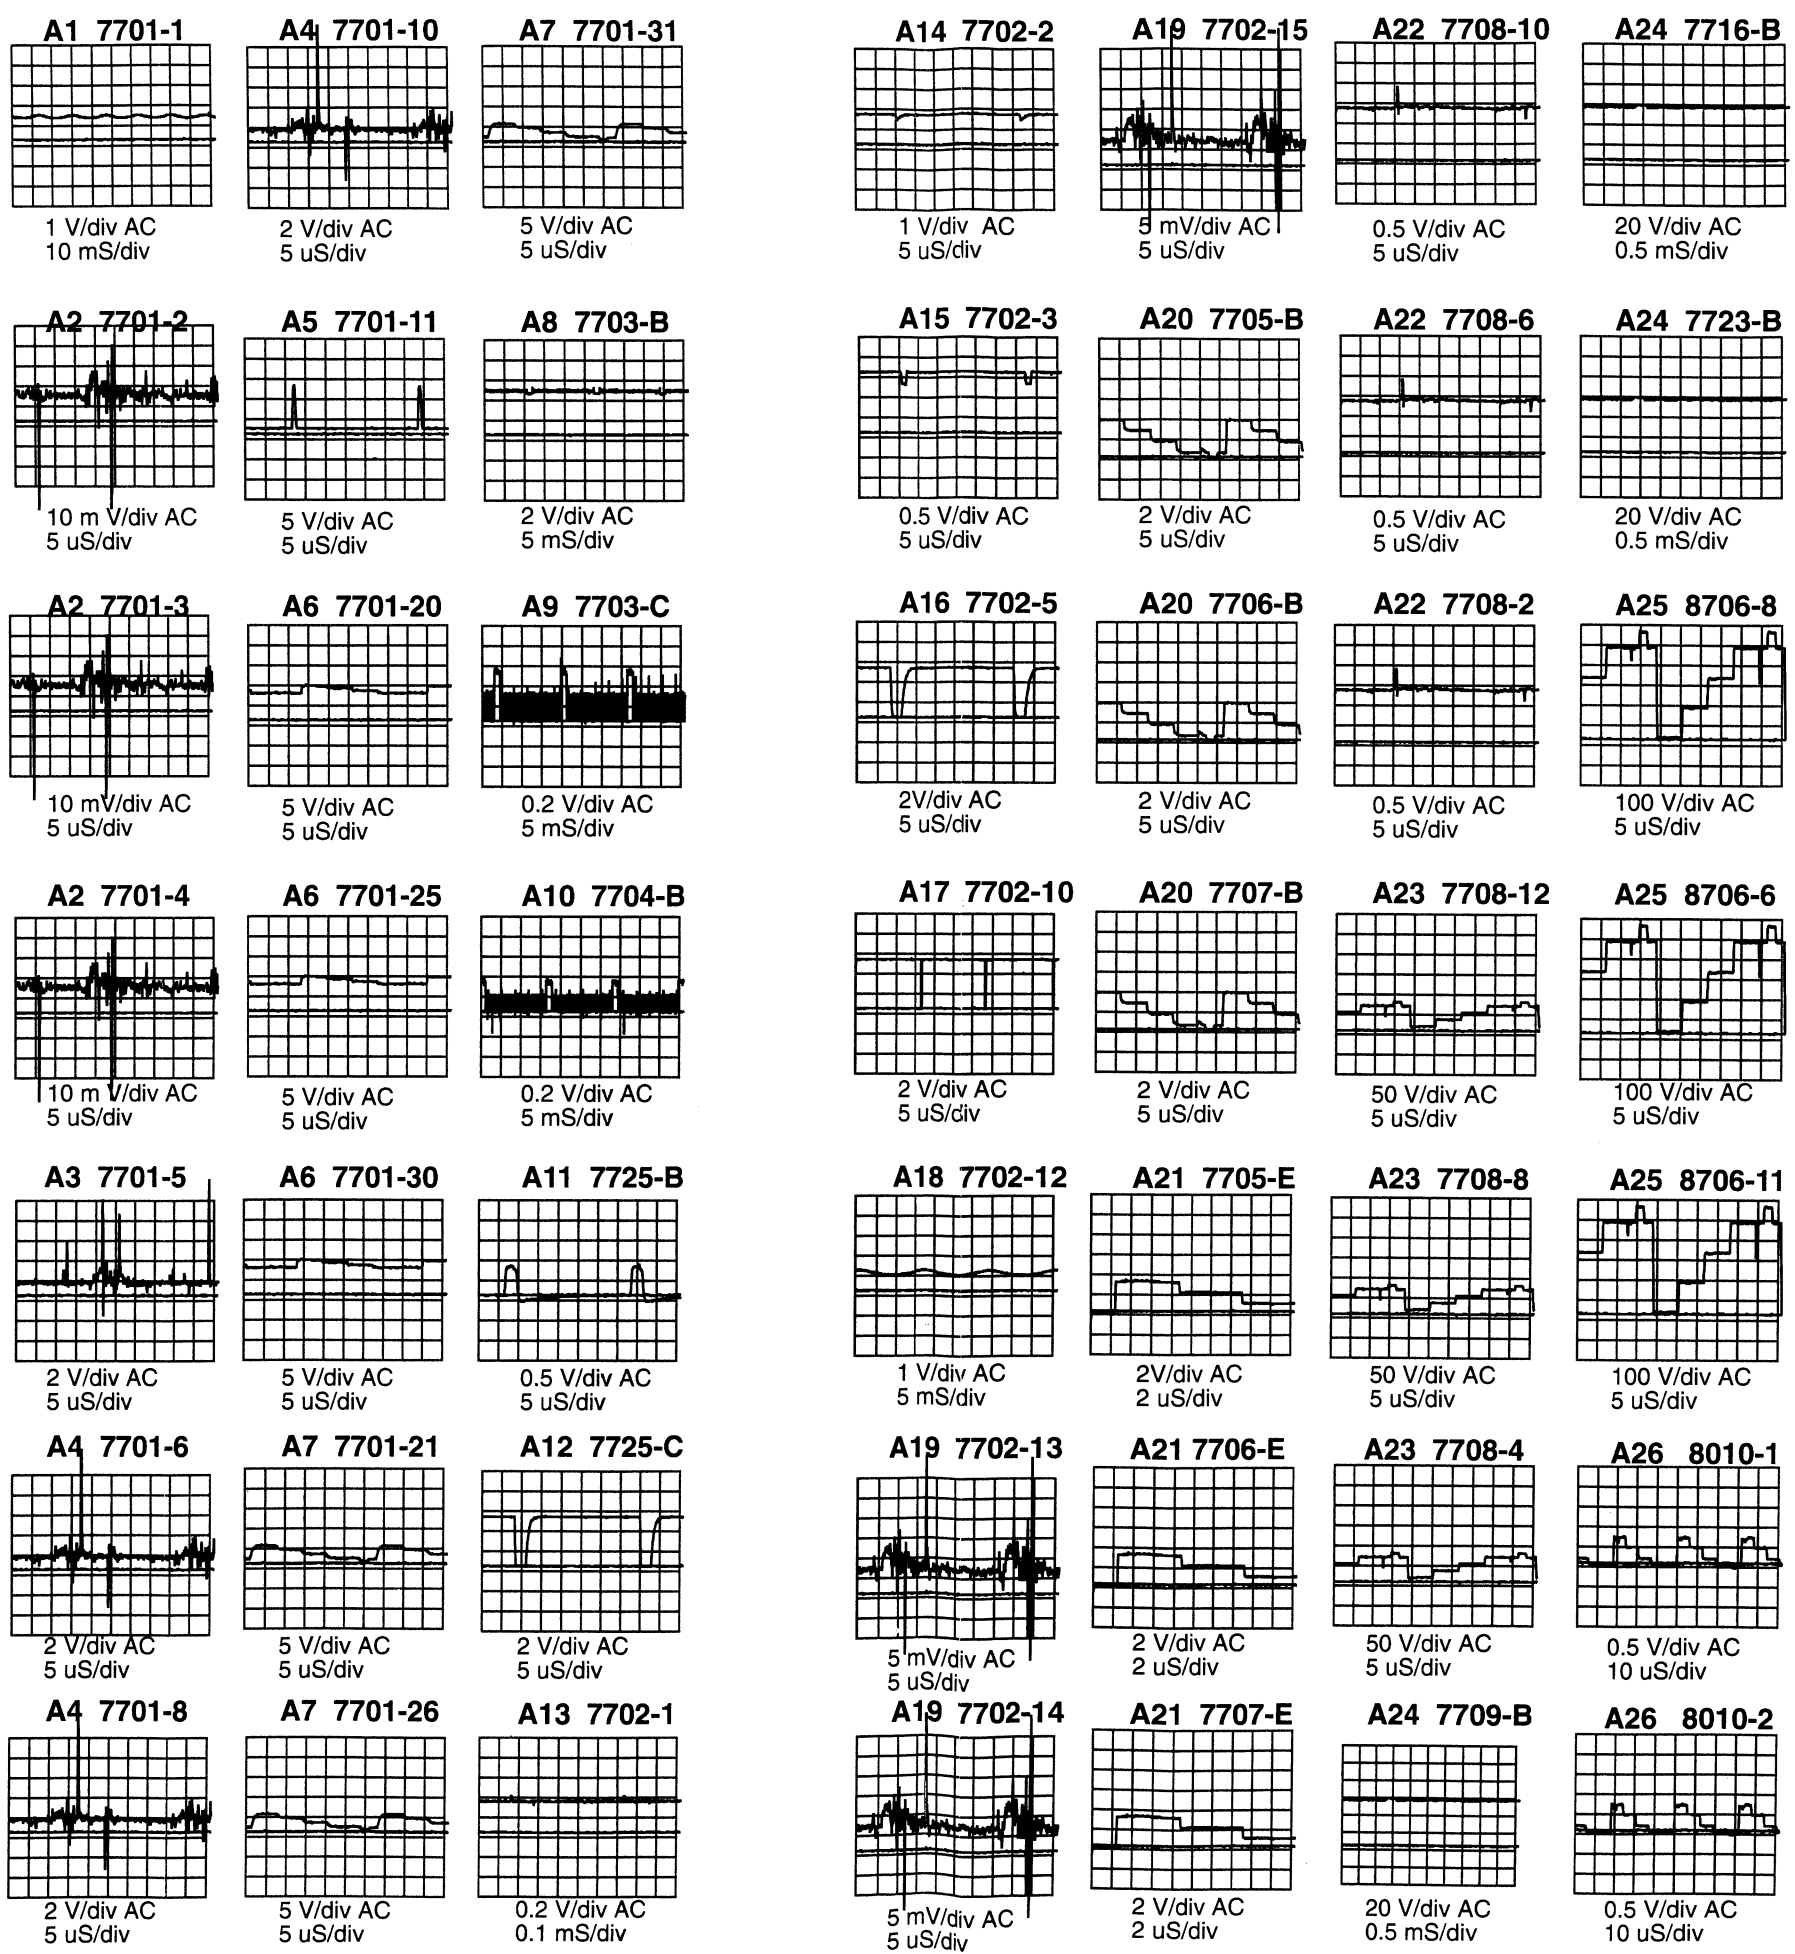 A1 7701-1
1 V/div AC
10 mS/div
A2 7701-2
10 m V/div AC
5 uS/div
A2 7701-3
10 mV/div AC
5 uS/div
A2 7701-4
10 m V/div AC
5 uS/div
A3 7701-5
2 V/div AC
5 uS/div
A4 7701-6
2 V/div AC
5 uS/div
A4 7701-8
2 V/div AC
5 uS/div
A4 7701-10
2 V/div AC
5 uS/div
A5 7701-11
5 V/div AC
5 uS/div
A6 7701-20
5 V/div AC
5 uS/div
A6 7701-25
5 V/div AC
5 uS/div
A6 7701-30
5 V/div AC
5 uS/div
A7 7701-21
5 V/div AC
5 uS/div
A7 7701-26
5 V/div AC
5 uS/div
A7 7701-31
5 V/div AC
5 uS/div
A8 7703-B
2 V/div AC
5 mS/div
A9 7703-C
0.2 V/div AC
5 mS/div
A10 7704-B
0.2 V/div AC
5 mS/div
A11 7725-B
0.5 V/div AC
5 uS/div
A12 7725-C
2 V/div AC
5 uS/div
A13 7702-1
0.2 V/div AC
0.1 mS/div
A14 7702-2
1 V/div AC
5 uS/div
A15 7702-3
0.5 V/div AC
5 uS/div
A16 7702-5
2V/div AC
5 uS/div
A17 7702-10
2 V/div AC
5 uS/div
A18 7702-12
1 V/div AC
5 mS/div
A19 7702-13
5 mV/div AC
5 uS/div
A19 7702-14
5 mV/div AC
5 uS/div
A19 7702-15
5 mV/div AC
5 uS/div
A20 7705-B
2 V/div AC
5 uS/div
A20 7706-B
2 V/div AC
5 uS/div
A20 7707-B
2 V/div AC
5 uS/div
A21 7705-E
2V/div AC
2 uS/div
A21 7706-E
2 V/div AC
2 uS/div
A21 7707-E
2 V/div AC
2 uS/div
A22 7708-10
0.5 V/div AC
5 uS/div
A22 7708-6
0.5 V/div AC
5 uS/div
A22 7708-2
0.5 V/div AC
5 uS/div
A23 7708-12
50 V/div AC
5 uS/div
A23 7708-8
50 V/div AC
5 uS/div
A23 7708-4
50 V/div AC
5 uS/div
A24 7709-B
20 V/div AC
0.5 mS/div
A24 7716-B
20 V/div AC
0.5 mS/div
A24 7723-B
20 V/div AC
0.5 mS/div
A25 8706-8
100 V/div AC
5 uS/div
A25 8706-6
100 V/div AC
5 uS/div
A25 8706-11
100 V/div AC
5 uS/div
A26 8010-1
0.5 V/div AC
10 uS/div
A26 8010-2
0.5 V/div AC
10 uS/div